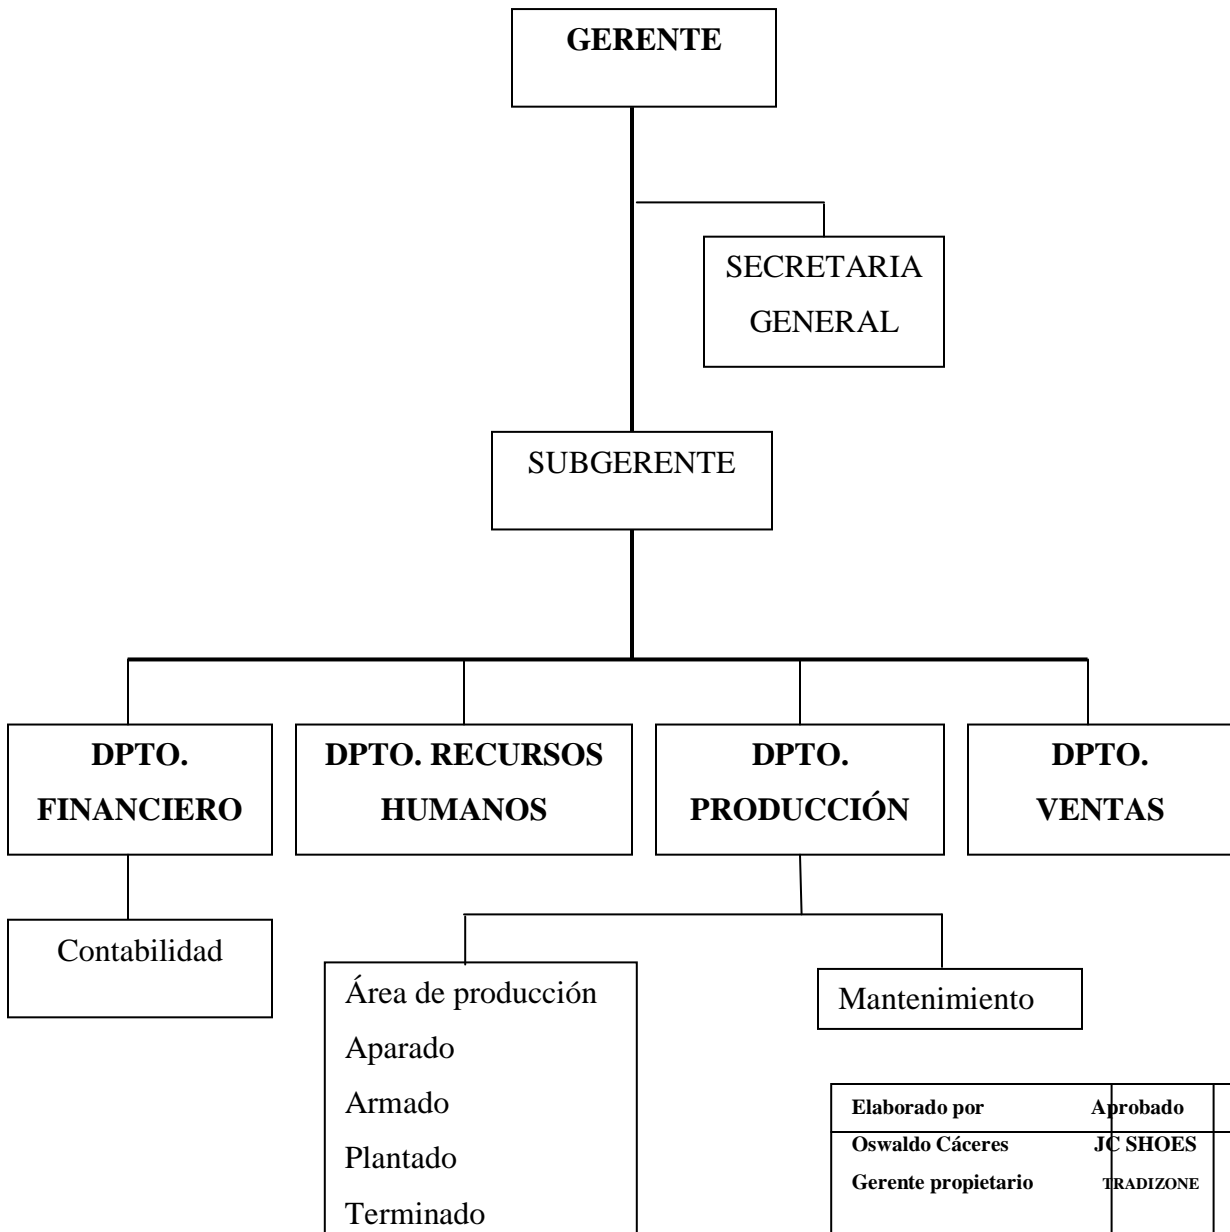 GERENTE
SECRETARIA
GENERAL
SUBGERENTE
DPTO.
FINANCIERO
DPTO. RECURSOS
HUMANOS
DPTO.
PRODUCCIÓN
DPTO.
VENTAS
Contabilidad
Área de producción
Aparado
Armado
Plantado
Terminado
Mantenimiento
Elaborado por Aprobado
Oswaldo Cáceres JC SHOES
Gerente propietario TRADIZONE